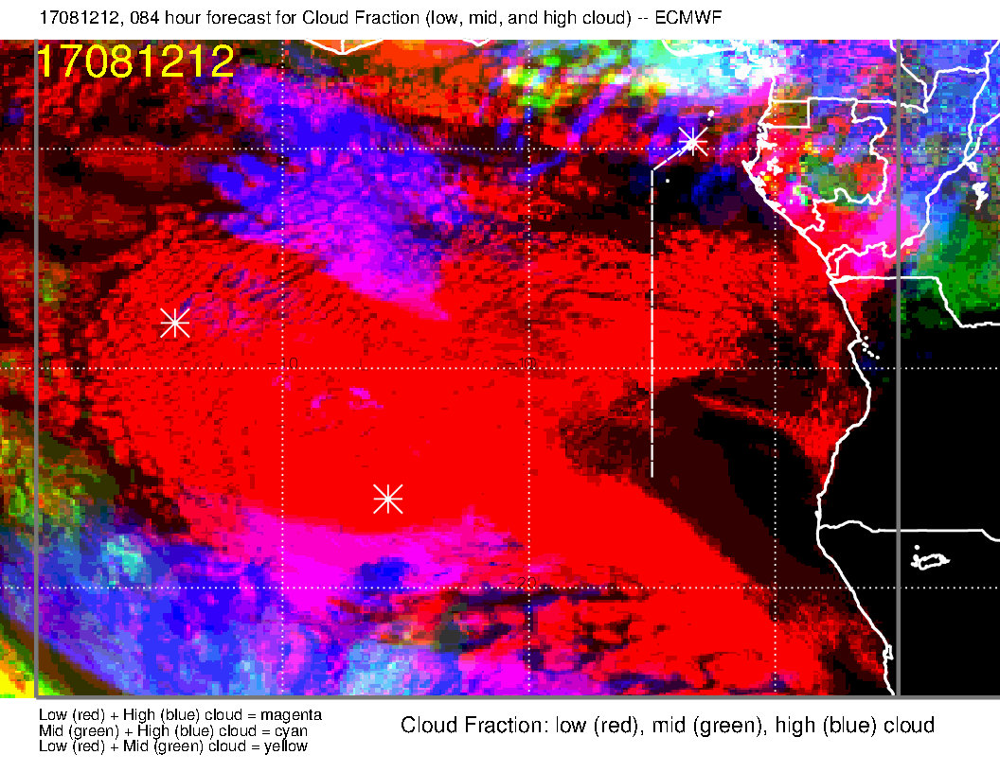 17081212, 084 hour forecast for Cloud Fraction (low, mid, and high cloud) -- ECMWF
17081212
-10
-20
Low (red) + High (blue) cloud = magenta
Mid (green) + High (blue) cloud = cyan
Low (red) + Mid (green) cloud = yellow
Cloud Fraction: low (red), mid (green), high (blue) cloud